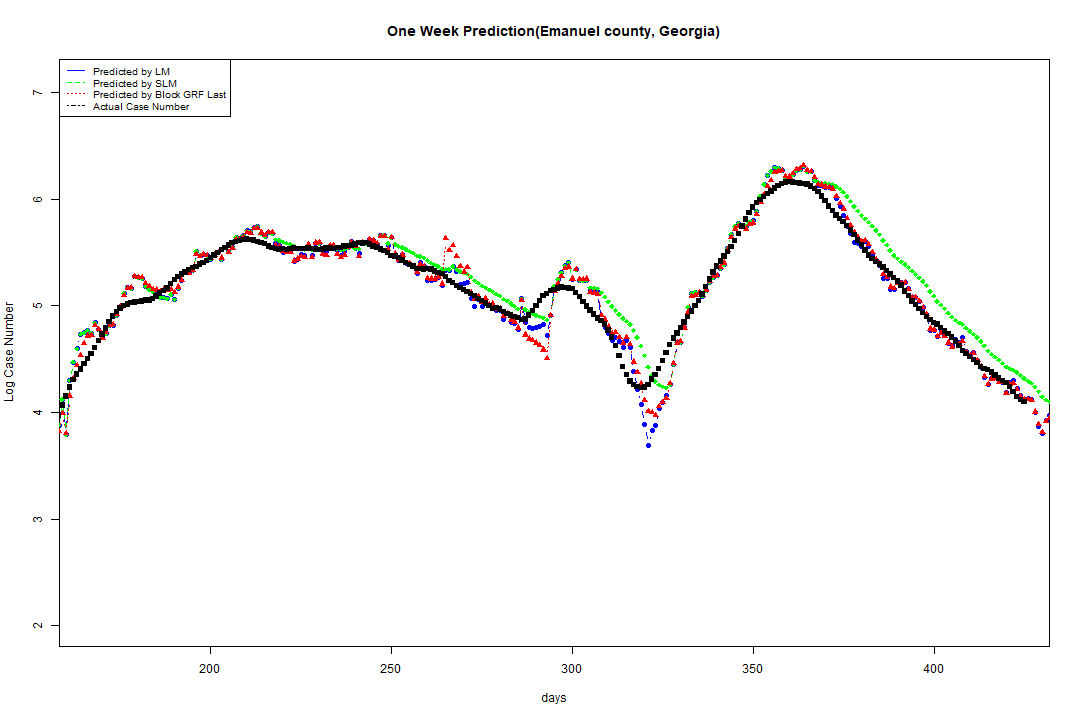 One Week Prediction(Emanuel county, Georgia)
Predicted by LM
Predicted by SLM
Predicted by Block GRF Last
Actual Case Number
7
6
5
4
3
2
Log Case Number
200
250
300
350
400
days